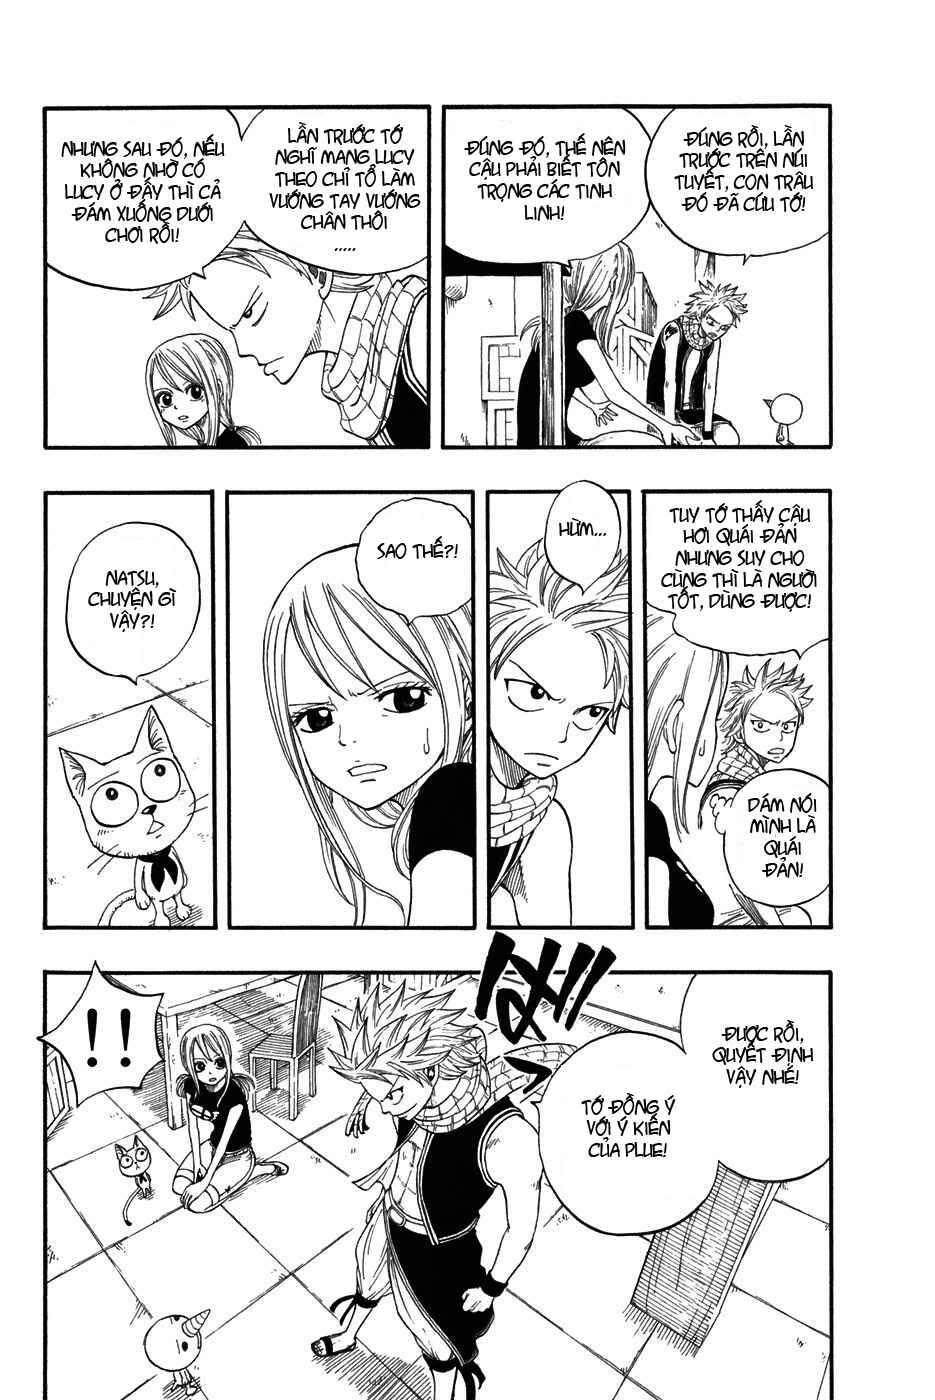 ĐÚNG RỒI, LẦN
TRƯỚC TRÊN NÚI
TUYẾT, CON TRÂU
ĐÓ ĐÃ CỨU TỚ!
ĐÚNG ĐÓ, THẾ NÊN
CẬU PHẢI BIẾT TÔN
TRỌNG CÁC TINH
LINH!
LẦN TRƯỚC TỚ
NGHĨ MANG LUCY
THEO CHỈ TỔ LÀM
VƯỚNG TAY VƯỚNG
CHÂN THÔI
.....
NHƯNG SAU ĐÓ, NẾU
KHÔNG NHỜ CÓ
LUCY Ở ĐẤY THÌ CẢ
ĐÁM XUỐNG DƯỚI
CHƠI RỒI!
TUY TỚ THẤY CẬU
HƠI QUÁI ĐẢN
NHƯNG SUY CHO
CÙNG THÌ LÀ NGƯỜI
TỐT, DÙNG ĐƯỢC!
DÁM NÓI
MÌNH LÀ
QUÁI
ĐẢN!
HỪM...
SAO THẾ?!
NATSU,
CHUYỆN GÌ
VẬY?!
ĐƯỢC RỒI,
QUYẾT ĐỊNH
VẬY NHÉ!
TỚ ĐỒNG Ý
VỚI Ý KIẾN
CỦA PLUE!
!!